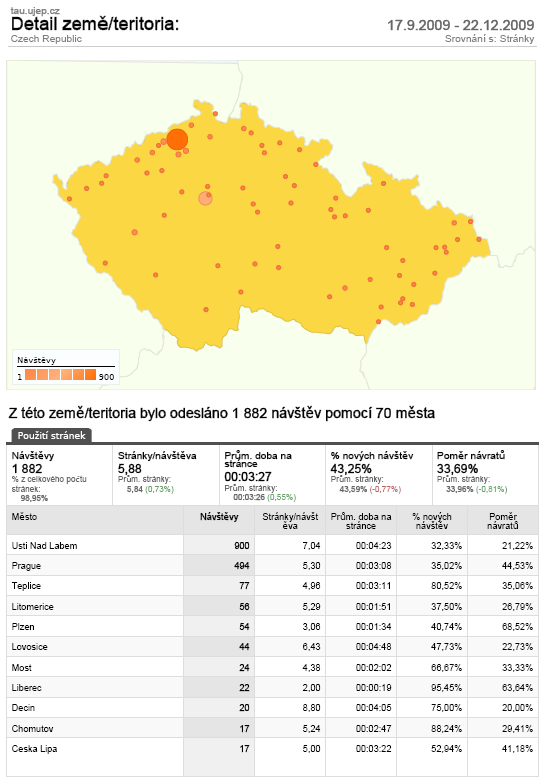 tau.ujep.cz
Detail země/teritoria:
17.9.2009 - 22.12.2009
Czech Republic
Srovnání s: Stránky
Návštěvy
1 900
Z této země/teritoria bylo odesláno 1 882 návštěv pomocí 70 města
Použití stránek
Návštěvy
1 882
% z celkového počtu
stránek:
98,95%
Stránky/návštěva
5,88
Prům. stránky:
5,84 (0,73%)
Prům. doba na
stránce
00:03:27
Prům. stránky:
00:03:26 (0,55%)
% nových návštěv
43,25%
Prům. stránky:
43,59% (-0,77%)
Poměr návratů
33,69%
Prům. stránky:
33,96% (-0,81%)
Město Návštěvy Stránky/návšt
ěva Prům. doba na
stránce % nových
návštěv Poměr
návratů
Usti Nad Labem 900 7,04 00:04:23 32,33% 21,22%
Prague 494 5,30 00:03:08 35,02% 44,53%
Teplice 77 4,96 00:03:11 80,52% 35,06%
Litomerice 56 5,29 00:01:51 37,50% 26,79%
Plzen 54 3,06 00:01:34 40,74% 68,52%
Lovosice 44 6,43 00:04:48 47,73% 22,73%
Most 24 4,38 00:02:02 66,67% 33,33%
Liberec 22 2,00 00:00:19 95,45% 63,64%
Decin 20 8,80 00:04:05 75,00% 20,00%
Chomutov 17 5,24 00:02:47 88,24% 29,41%
Ceska Lipa 17 5,00 00:03:22 52,94% 41,18%